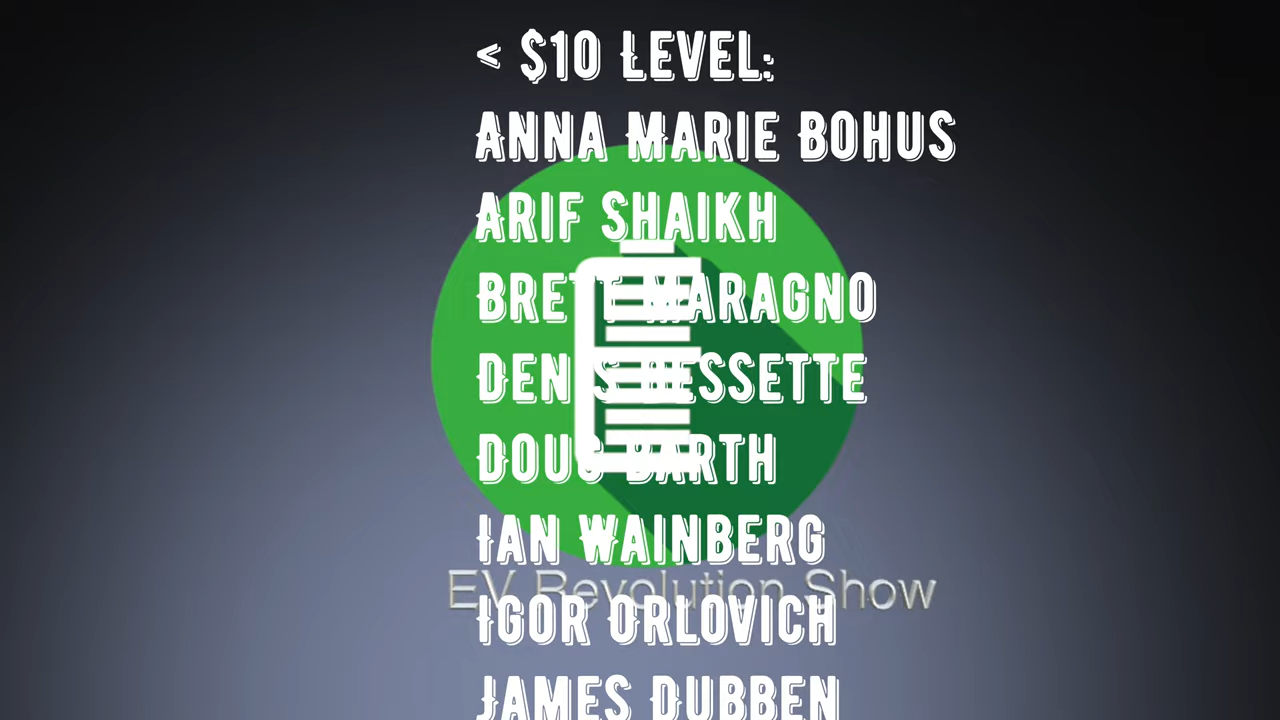 < $10 Level:
Anna Marie Bohus
Arif Shaikh
Brett Maragno
Denis Bessette
Doug Barth
Ian Wainberg
EV Revolution Show
Igor Orlovich
James Dubben